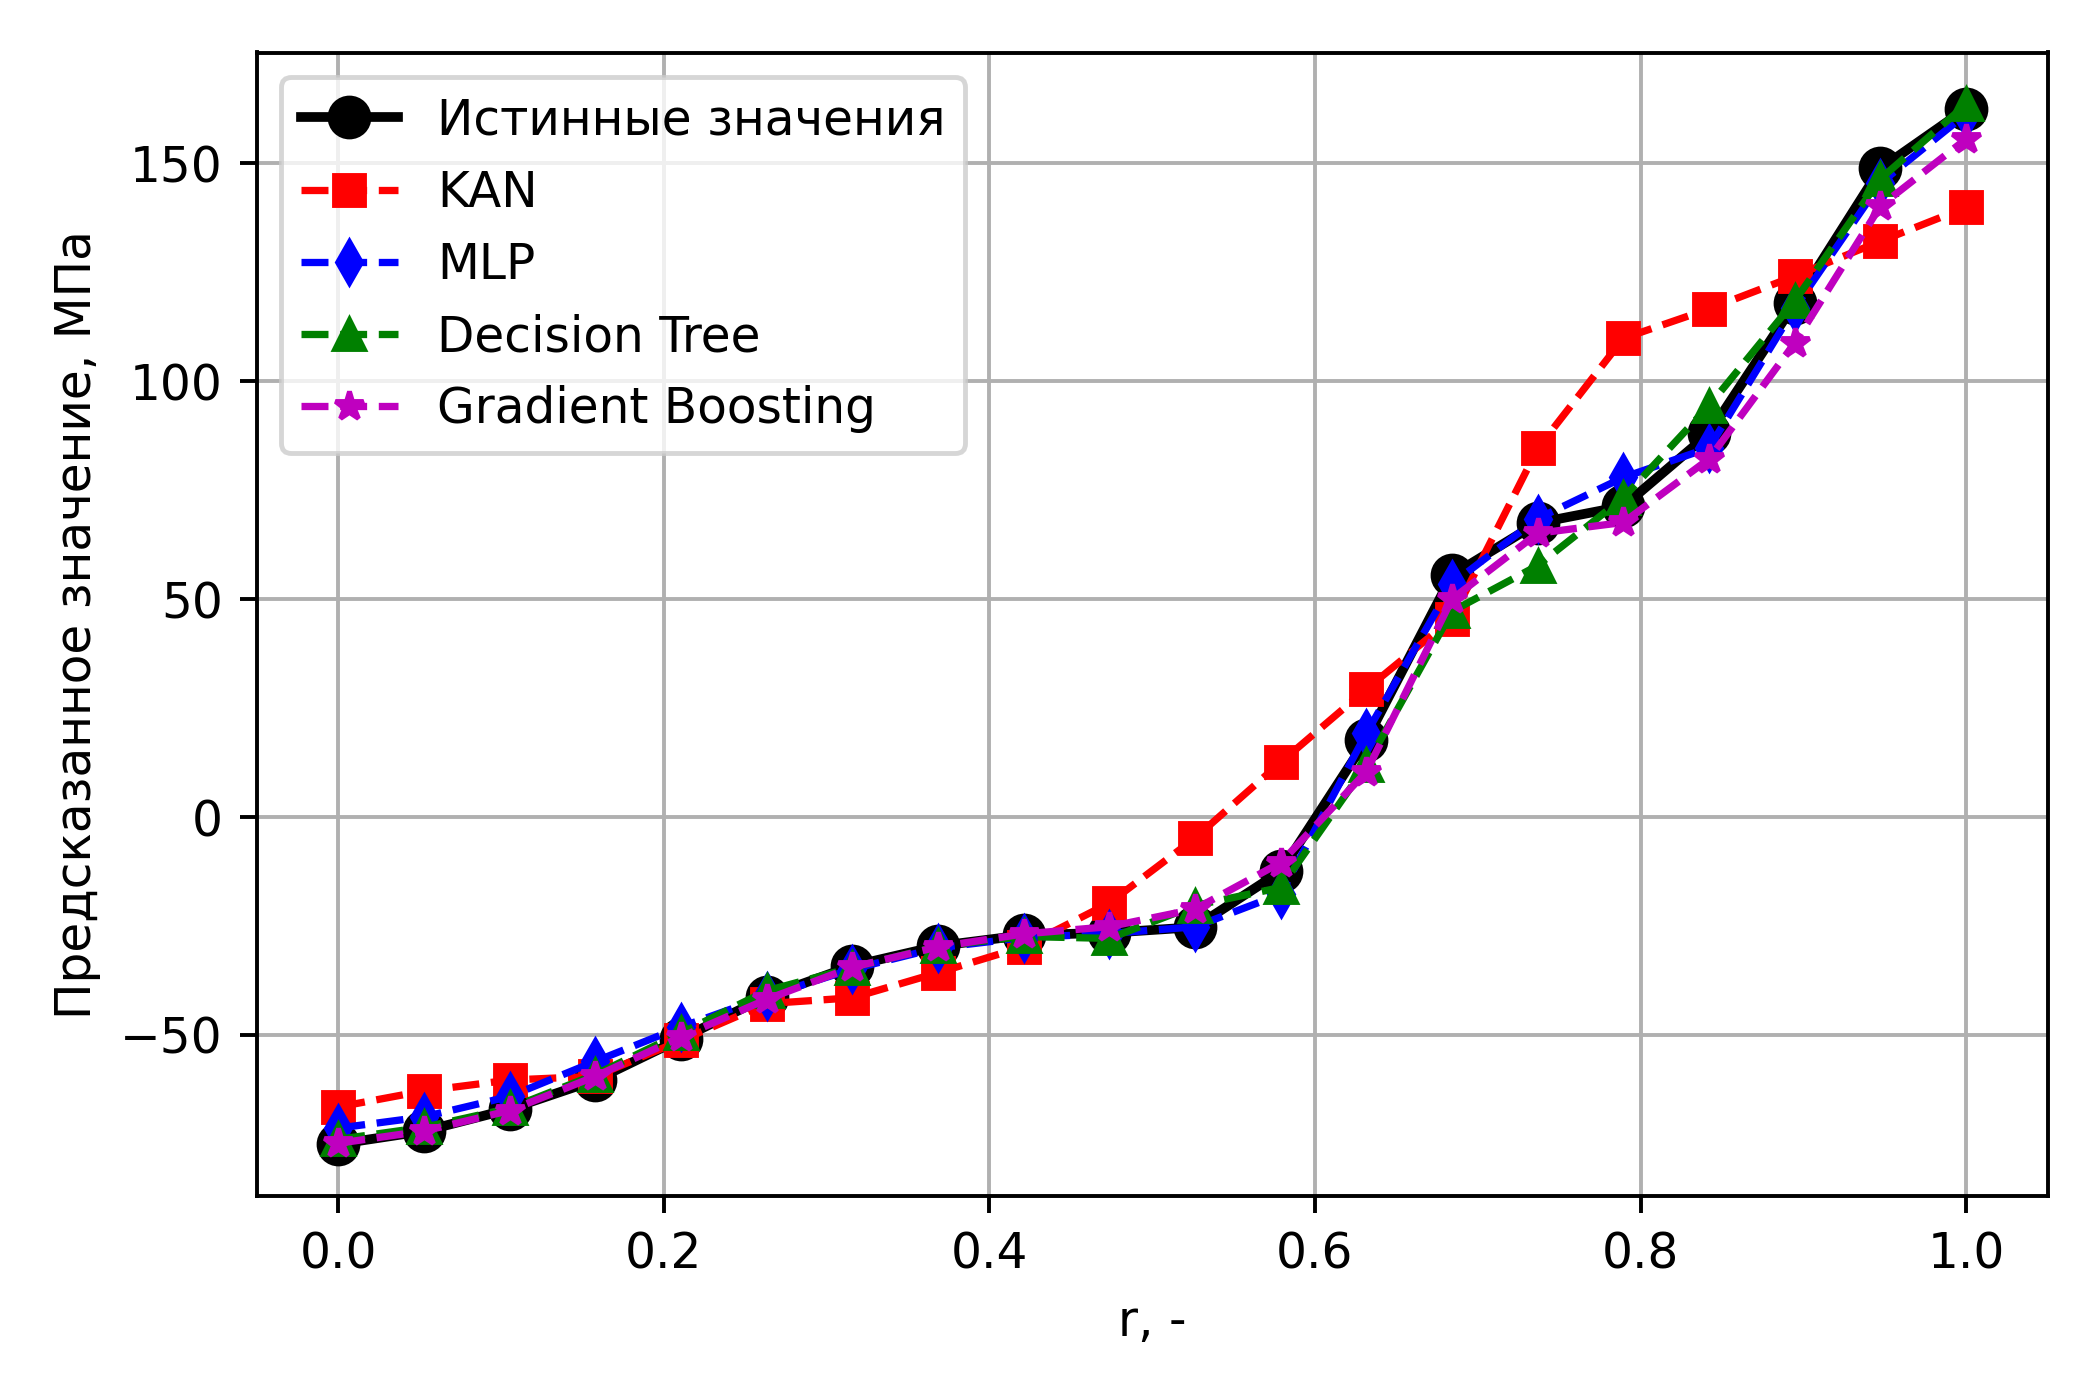 Истинные значения
KAN
MLP
Decision Tree
Gradient Boosting
Предсказанное значение, МПа
150
100
50
0
−50
0.0
0.2
0.4
0.6
0.8
1.0
r, -